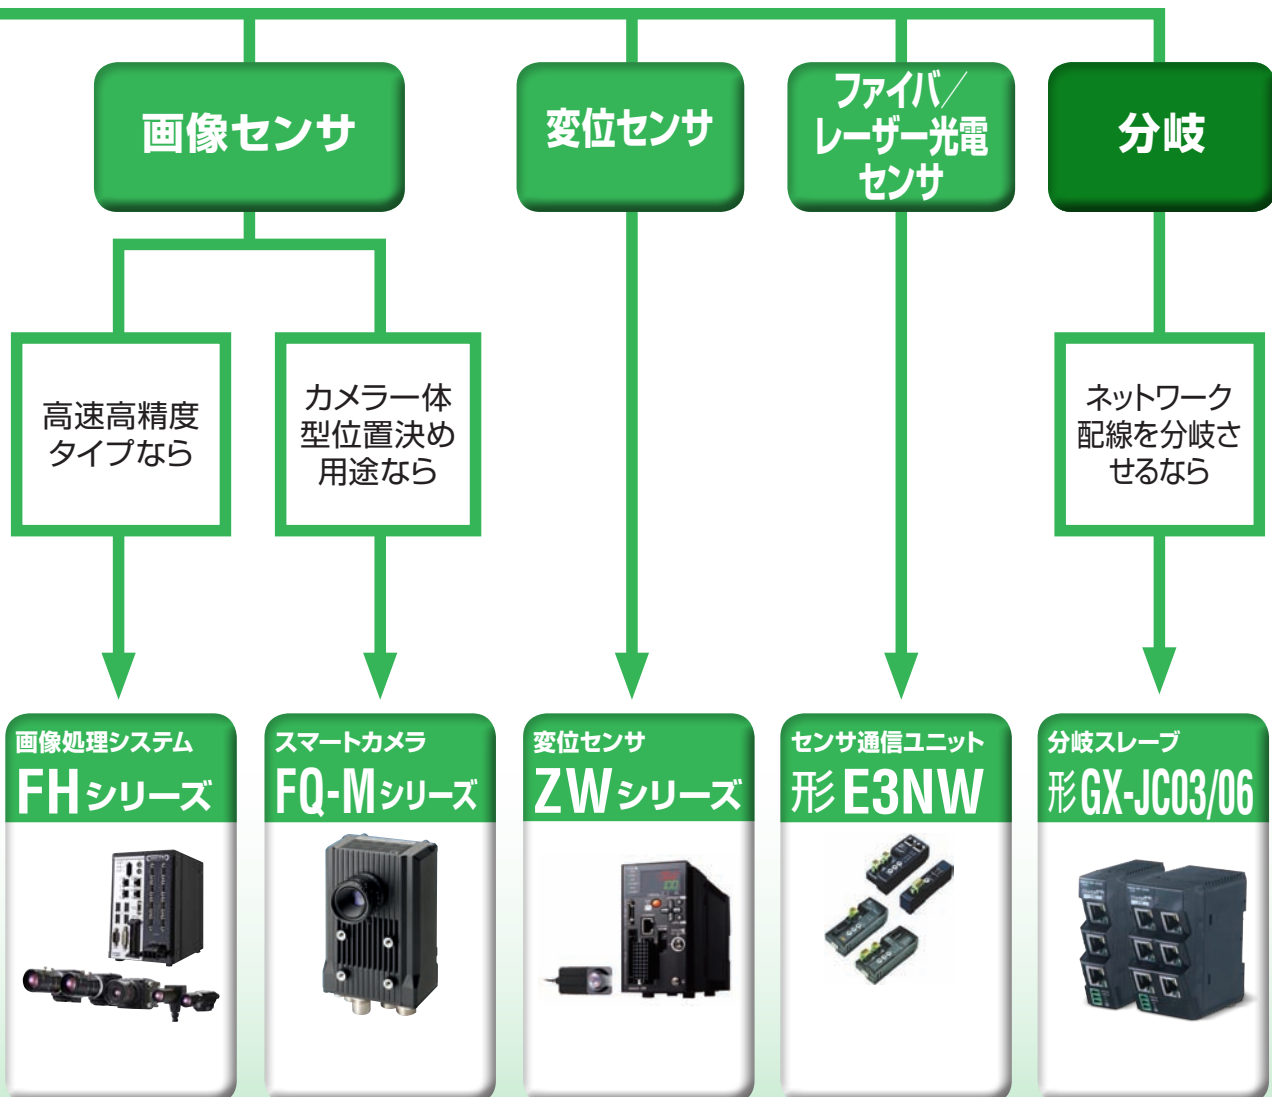 画像センサ
変位センサ
ファイバ/
レーザー光電
センサ
分岐
高速高精度
タイプなら
カメラ一体
型位置決め
用途なら
ネットワーク
配線を分岐さ
せるなら
画像処理システム
FHシリーズ
スマートカメラ
FQ-Mシリーズ
変位センサ
ZWシリーズ
センサ通信ユニット
形E3NW
分岐スレーブ
形GX-JC03/06